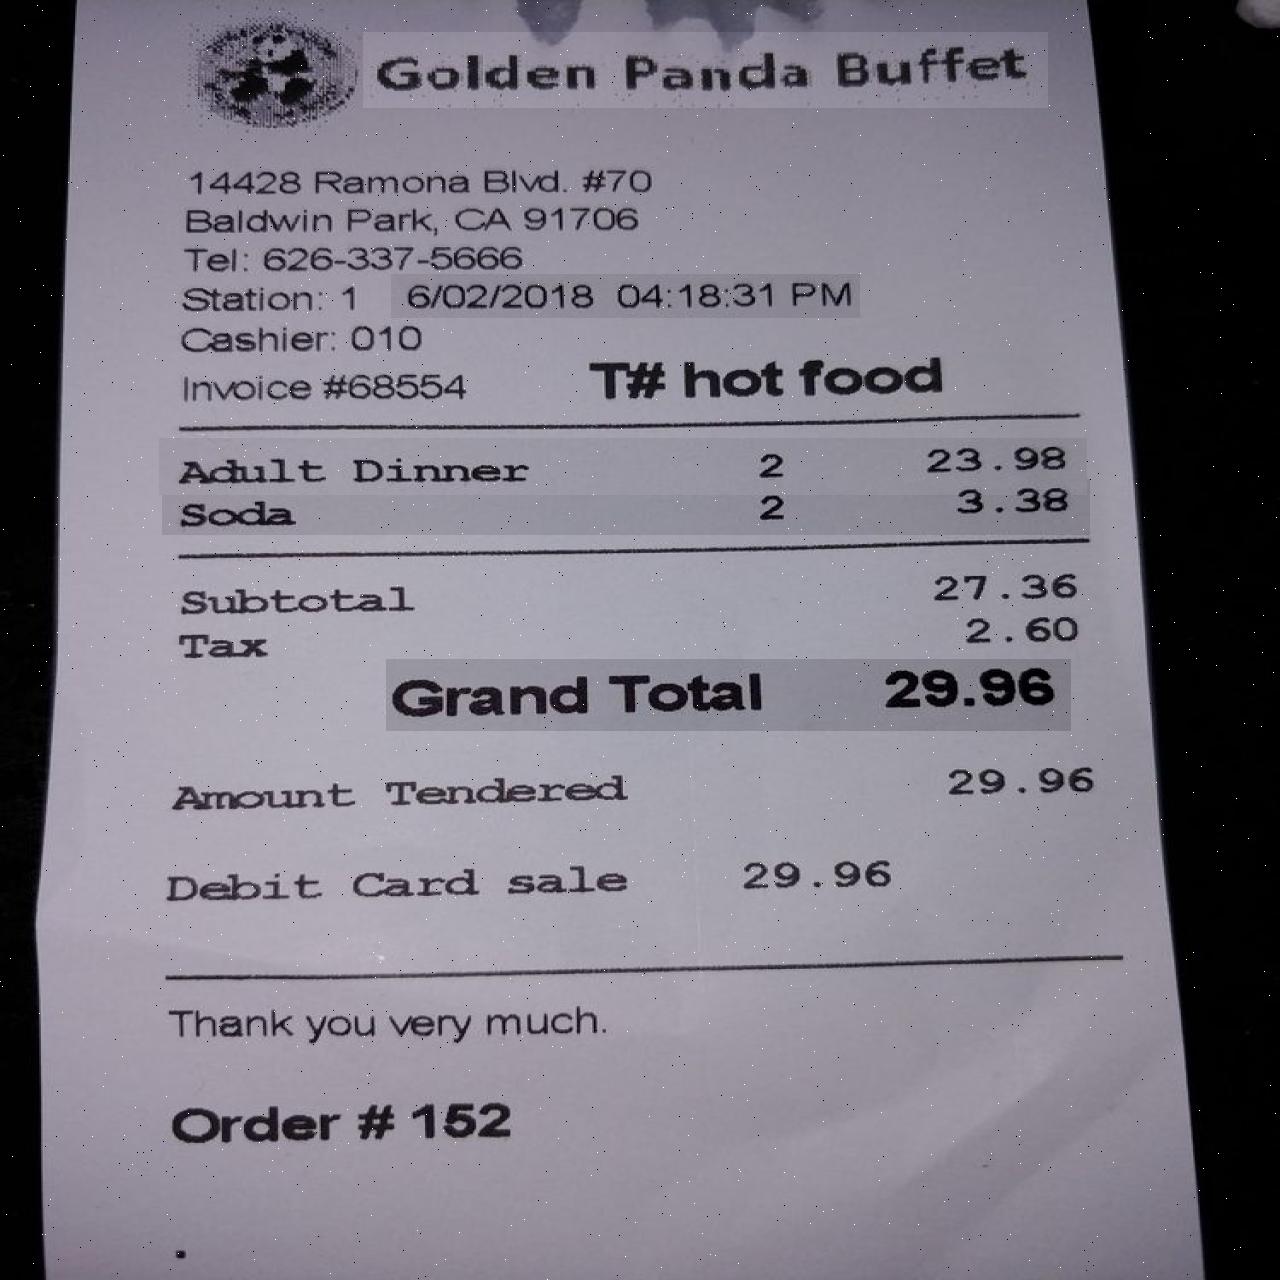 Golden Panda Buffet
14428 Ramona Blvd. #70
Baldwin Park, CA 91706
Tel: 626-337-5666
Station: 1 6/02/2018 04:18:31 PM
Cashier: 010
Invoice #68554 T# hot food
Adult Dinner 2 23.98
Soda 2 3.38
Subtotal 27.36
Tax 2.60
Grand Total 29.96
Amount Tendered 29.96
Debit Card sale 29.96
Thank you very much.
Order # 152